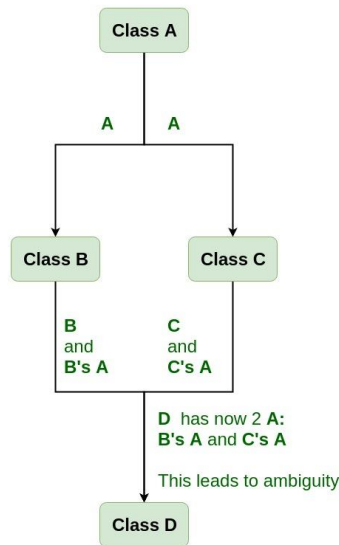 Class A
A
A
Class B
Class C
B
and
B's A
C
and
C's A
D has now 2 A:
B's A and C's A
This leads to ambiguity
Class D